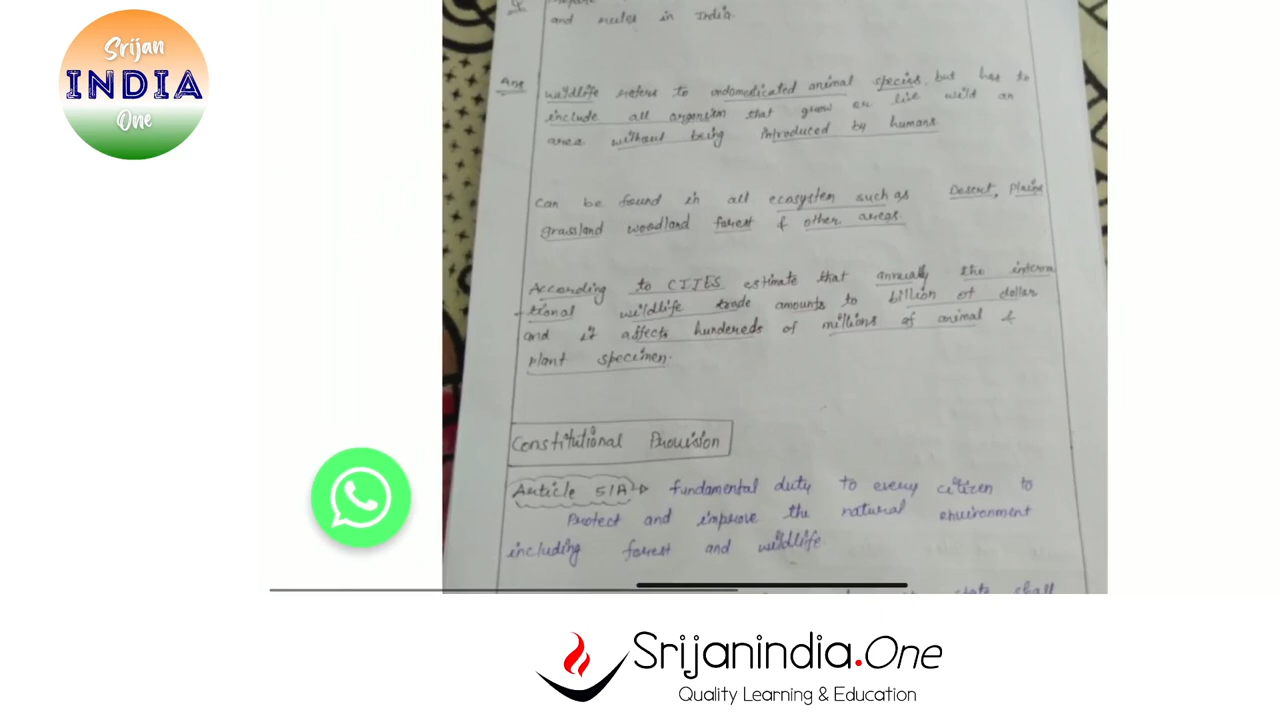 Srijan
INDIA
One
and rules in India.
Ans
Wildlife refers to undomesticated animal species, but has to
include all organism that grow or live wild an
area without being introduced by humans
Can be found in all ecosystem such as Desert, Plains
grassland woodland forest & other areas.
According to CITES estimate that annually the interna
-tional wildlife trade amounts to billion of dollar
and it affects hundereds of millions of animal &
plant specimen.
Constitutional Provision
Article 51A → fundamental duty to every citizen to
Protect and improve the natural environment
including forest and wildlife
state shall
Srijanindia.One
Quality Learning & Education